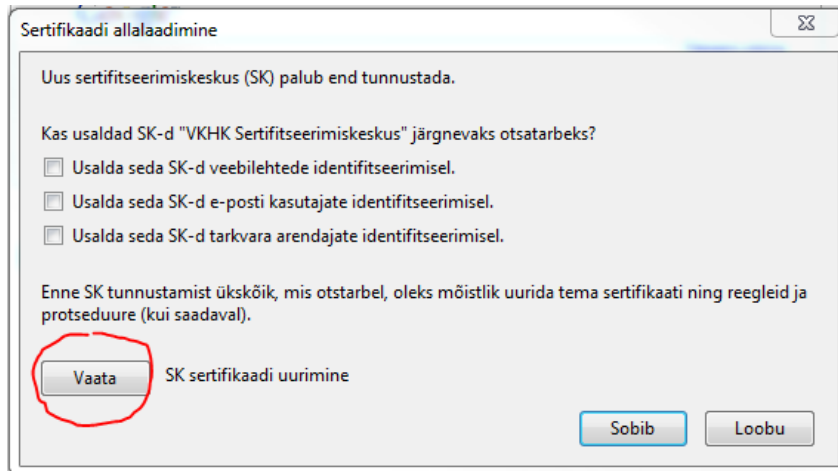 Sertifikaadi allalaadimine
Uus sertifitseerimiskeskus (SK) palub end tunnustada.
Kas usaldad SK-d "VKHK Sertifitseerimiskeskus" järgnevaks otsatarbeks?
Usalda seda SK-d veebilehtede identifitseerimisel.
Usalda seda SK-d e-posti kasutajate identifitseerimisel.
Usalda seda SK-d tarkvara arendajate identifitseerimisel.
Enne SK tunnustamist ükskõik, mis otstarbel, oleks mõistlik uurida tema sertifikaati ning reegleid ja
protseduure (kui saadaval).
Vaata SK sertifikaadi uurimine
Sobib Loobu